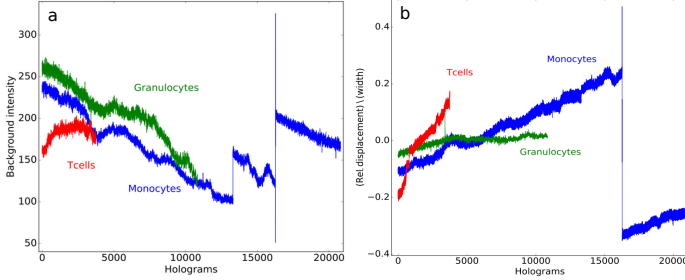 a
Background intensity
300
250
200
150
100
50
0
5000
10000
15000
20000
Holograms
Granulocytes
Tcells
Monocytes
b
(Rel.displacement) \ (width)
0.4
0.2
0.0
−0.2
−0.4
0
5000
10000
15000
20000
Holograms
Tcells
Monocytes
Granulocytes